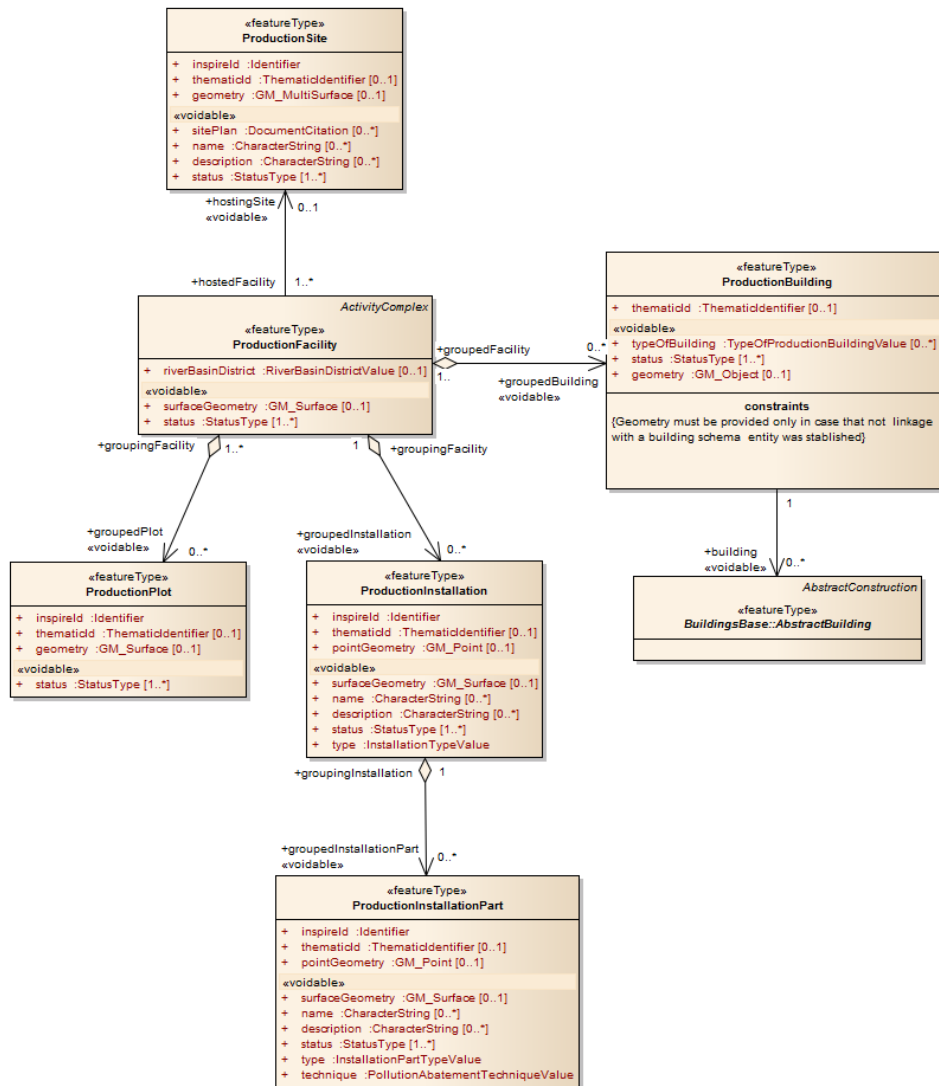 «featureType»
ProductionSite
+ inspireId :Identifier
+ thematicId :ThematicIdentifier [0..1]
+ geometry :GM_MultiSurface [0..1]
«voidable»
+ sitePlan :DocumentCitation [0..*]
+ name :CharacterString [0..*]
+ description :CharacterString [0..*]
+ status :StatusType [1..*]
+hostingSite
0..1
«voidable»
+hostedFacility
1..*
ActivityComplex
«featureType»
ProductionFacility
+ riverBasinDistrict :RiverBasinDistrictValue [0..1]
«voidable»
+ surfaceGeometry :GM_Surface [0..1]
+ status :StatusType [1..*]
+groupedFacility
1..
0..*
+groupedBuilding
«voidable»
«featureType»
ProductionBuilding
+ thematicId :ThematicIdentifier [0..1]
«voidable»
+ typeOfBuilding :TypeOfProductionBuildingValue [0..*]
+ status :StatusType [1..*]
+ geometry :GM_Object [0..1]
constraints
{Geometry must be provided only in case that not linkage
with a building schema entity was stablished}
1
+building
«voidable»
0..*
AbstractConstruction
«featureType»
BuildingsBase::AbstractBuilding
+groupingFacility
1..*
1
+groupingFacility
+groupedPlot
«voidable»
0..*
+groupedInstallation
«voidable»
0..*
«featureType»
ProductionPlot
+ inspireId :Identifier
+ thematicId :ThematicIdentifier [0..1]
+ geometry :GM_Surface [0..1]
«voidable»
+ status :StatusType [1..*]
«featureType»
ProductionInstallation
+ inspireId :Identifier
+ thematicId :ThematicIdentifier [0..1]
+ pointGeometry :GM_Point [0..1]
«voidable»
+ surfaceGeometry :GM_Surface [0..1]
+ name :CharacterString [0..*]
+ description :CharacterString [0..*]
+ status :StatusType [1..*]
+ type :InstallationTypeValue
+groupingInstallation
1
+groupedInstallationPart
«voidable»
0..*
«featureType»
ProductionInstallationPart
+ inspireId :Identifier
+ thematicId :ThematicIdentifier [0..1]
+ pointGeometry :GM_Point [0..1]
«voidable»
+ surfaceGeometry :GM_Surface [0..1]
+ name :CharacterString [0..*]
+ description :CharacterString [0..*]
+ status :StatusType [1..*]
+ type :InstallationPartTypeValue
+ technique :PollutionAbatementTechniqueValue